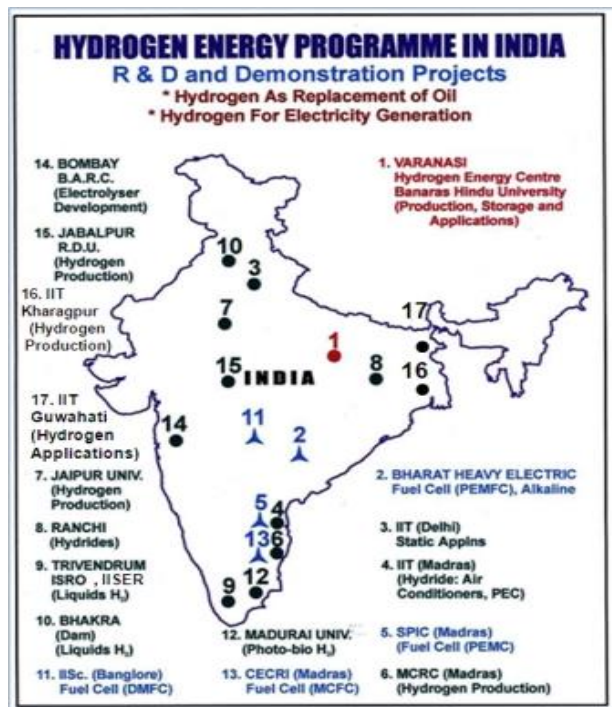 HYDROGEN ENERGY PROGRAMME IN INDIA
R & D and Demonstration Projects
* Hydrogen As Replacement of Oil
* Hydrogen For Electricity Generation
14. BOMBAY
B.A.R.C.
(Electrolyser
Development)
15. JABALPUR
R.D.U.
(Hydrogen
Production)
16. IIT
Kharagpur
(Hydrogen
Production)
17. IIT
Guwahati
(Hydrogen
Applications)
7. JAIPUR UNIV.
(Hydrogen
Production)
8. RANCHI
(Hydrides)
9. TRIVENDRUM
ISRO , IISER
(Liquids H₂)
10. BHAKRA
(Dam)
(Liquids H₂)
11. IISc. (Banglore)
Fuel Cell (DMFC)
1. VARANASI
Hydrogen Energy Centre
Banaras Hindu University
(Production, Storage and
Applications)
10
3
7
17
1
8
16
15
INDIA
14
11
2
5
4
13
6
9
12
12. MADURAI UNIV.
(Photo-bio H₂)
13. CECRI (Madras)
Fuel Cell (MCFC)
2. BHARAT HEAVY ELECTRIC
Fuel Cell (PEMFC), Alkaline
3. IIT (Delhi)
Static Applns
4. IIT (Madras)
(Hydride: Air
Conditioners, PEC)
5. SPIC (Madras)
(Fuel Cell (PEMC)
6. MCRC (Madras)
(Hydrogen Production)